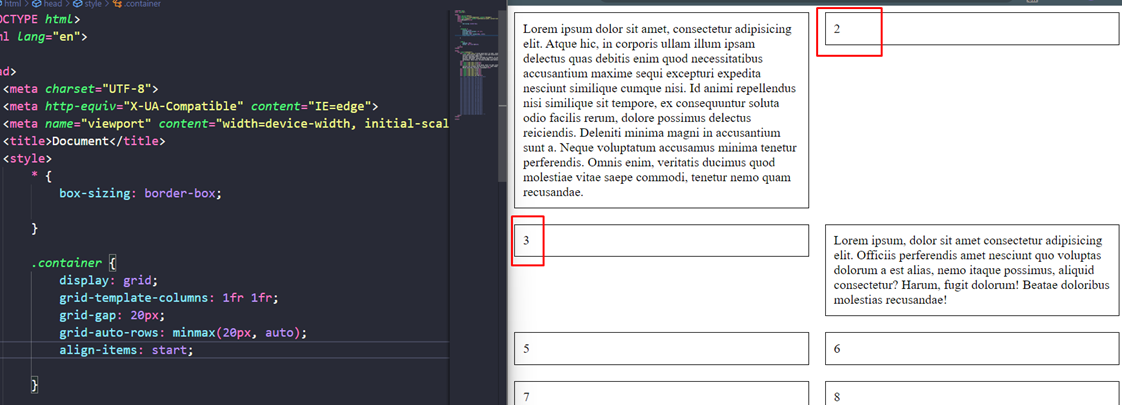 html > head > style > .container
OCTYPE html>
ml lang="en">
ad>
<meta charset="UTF-8">
<meta http-equiv="X-UA-Compatible" content="IE=edge">
<meta name="viewport" content="width=device-width, initial-scal
<title>Document</title>
<style>
* {
box-sizing: border-box;
}
.container {
display: grid;
grid-template-columns: 1fr 1fr;
grid-gap: 20px;
grid-auto-rows: minmax(20px, auto);
align-items: start;
}
Lorem ipsum dolor sit amet, consectetur adipisicing
elit. Atque hic, in corporis ullam illum ipsam
delectus quas debitis enim quod necessitatibus
accusantium maxime sequi excepturi expedita
nesciunt similique cumque nisi. Id animi repellendus
nisi similique sit tempore, ex consequuntur soluta
odio facilis rerum, dolore possimus delectus
reiciendis. Deleniti minima magni in accusantium
sunt a. Neque voluptatum accusamus minima tenetur
perferendis. Omnis enim, veritatis ducimus quod
molestiae vitae saepe commodi, tenetur nemo quam
recusandae.
2
3
Lorem ipsum, dolor sit amet consectetur adipisicing
elit. Officiis perferendis amet nesciunt quo voluptas
dolorum a est alias, nemo itaque possimus, aliquid
consectetur? Harum, fugit dolorum! Beatae doloribus
molestias recusandae!
5
6
7
8